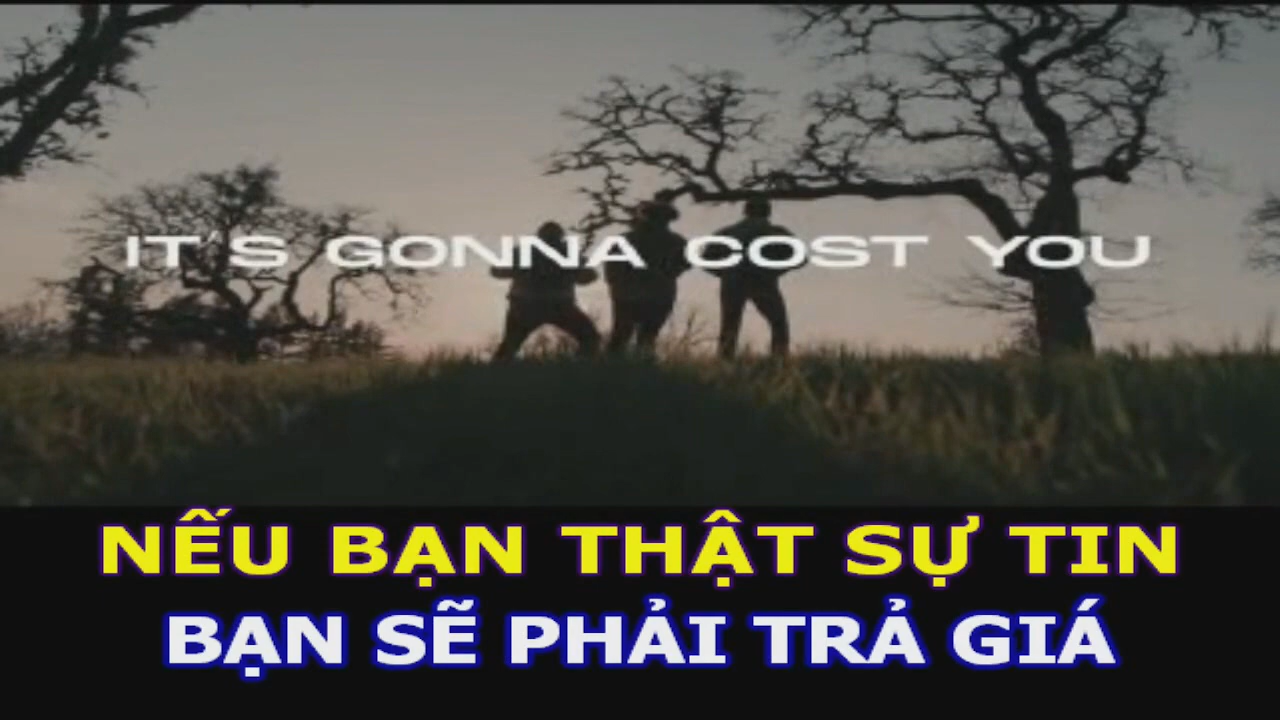 IT'S GONNA COST YOU
NẾU BẠN THẬT SỰ TIN
BẠN SẼ PHẢI TRẢ GIÁ